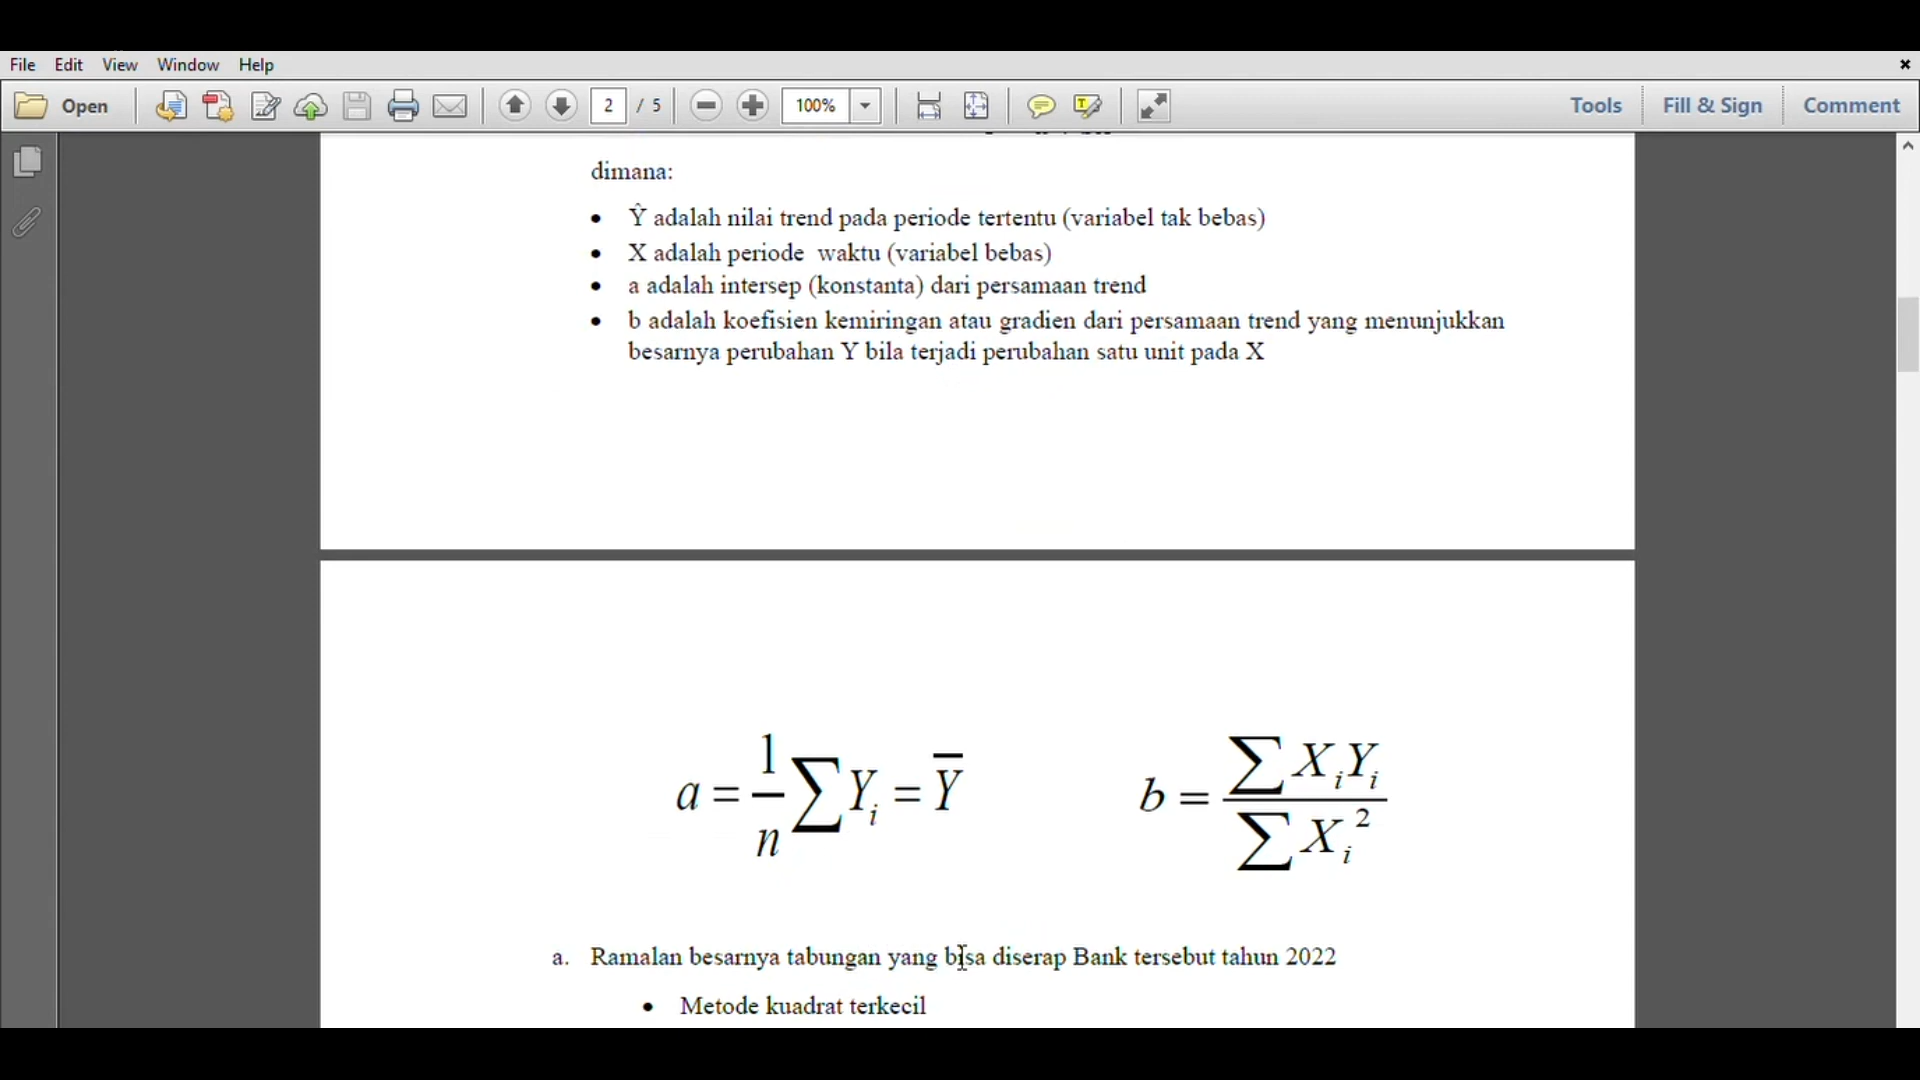 File Edit View Window Help
Open 2 / 5 100% Tools Fill & Sign Comment
dimana:
• Ŷ adalah nilai trend pada periode tertentu (variabel tak bebas)
• X adalah periode waktu (variabel bebas)
• a adalah intersep (konstanta) dari persamaan trend
• b adalah koefisien kemiringan atau gradien dari persamaan trend yang menunjukkan
besarnya perubahan Y bila terjadi perubahan satu unit pada X
a = 1/n ∑ Yᵢ = Ȳ b = ∑ XᵢYᵢ / ∑ Xᵢ²
a. Ramalan besarnya tabungan yang bisa diserap Bank tersebut tahun 2022
• Metode kuadrat terkecil